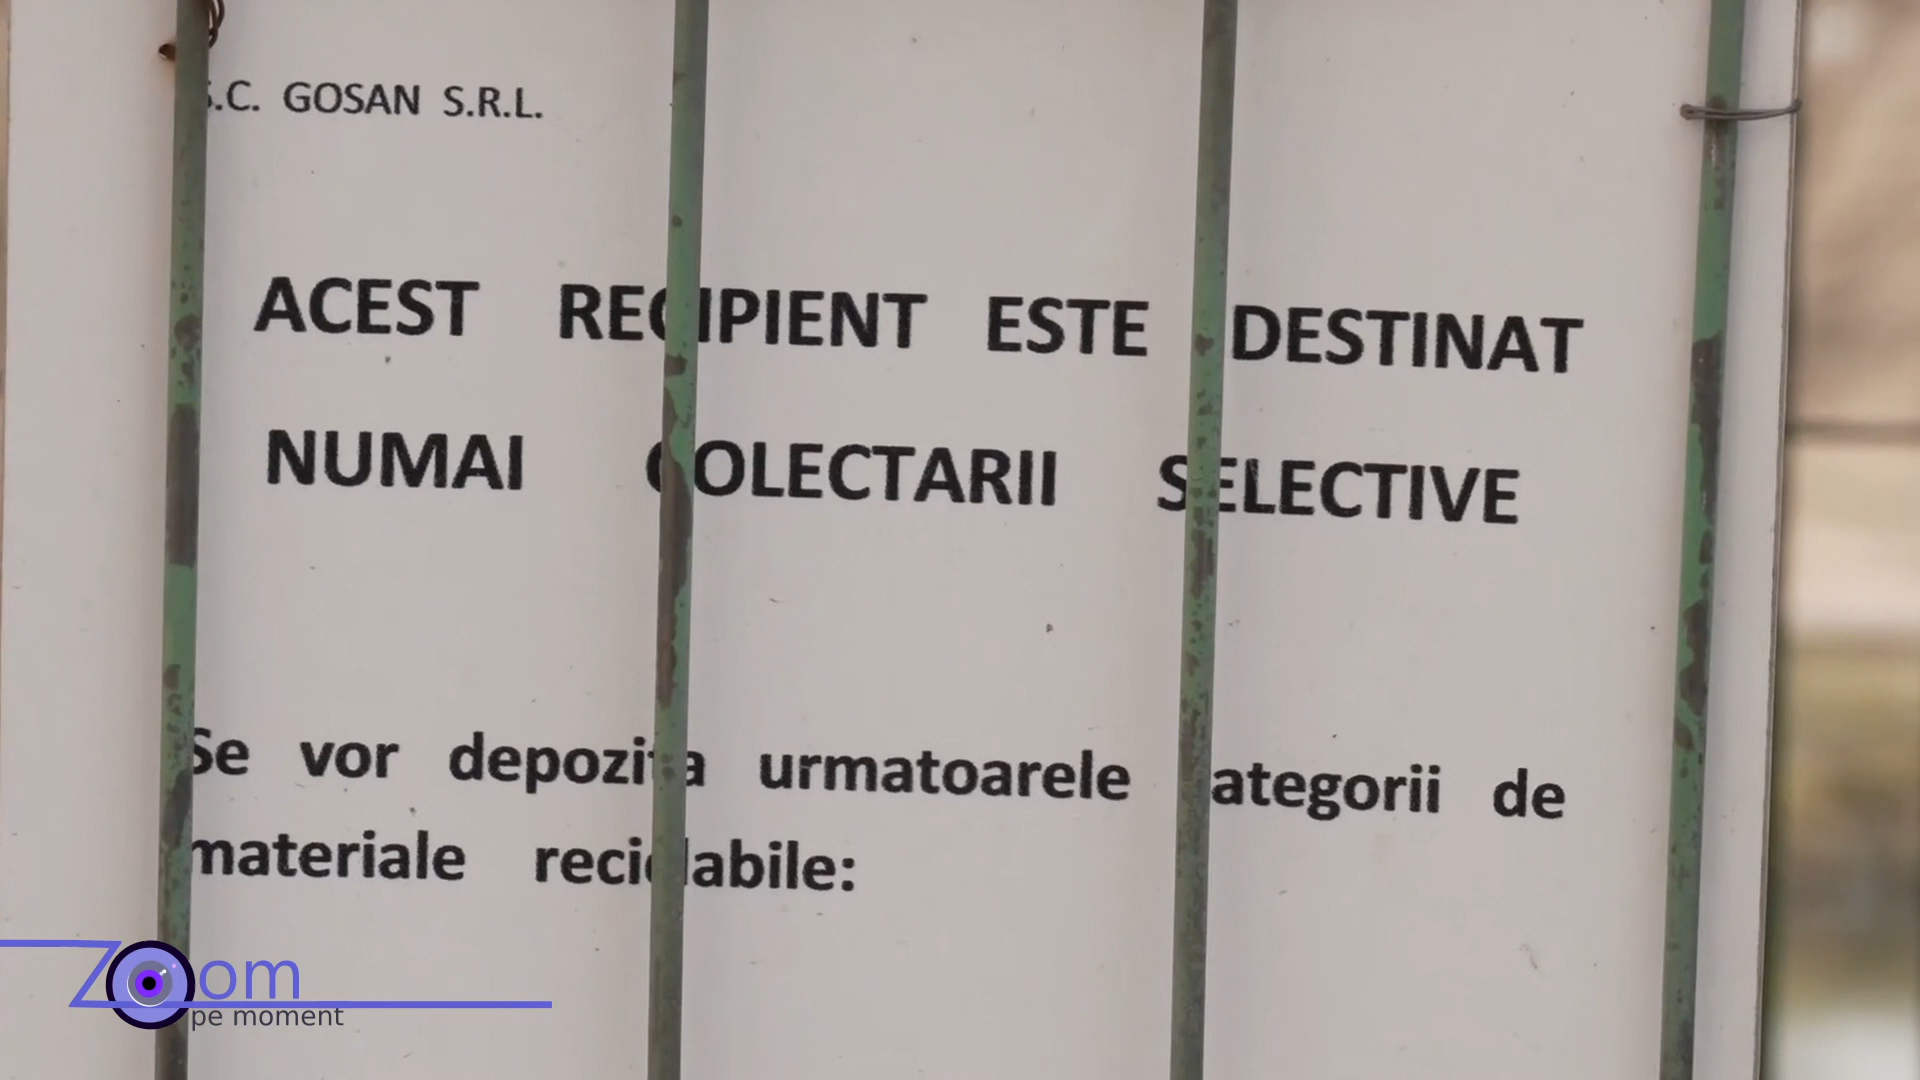 S.C. GOSAN S.R.L.
ACEST RECIPIENT ESTE DESTINAT
NUMAI COLECTARII SELECTIVE
Se vor depozita urmatoarele categorii de
materiale reciclabile:
Zoom
pe moment